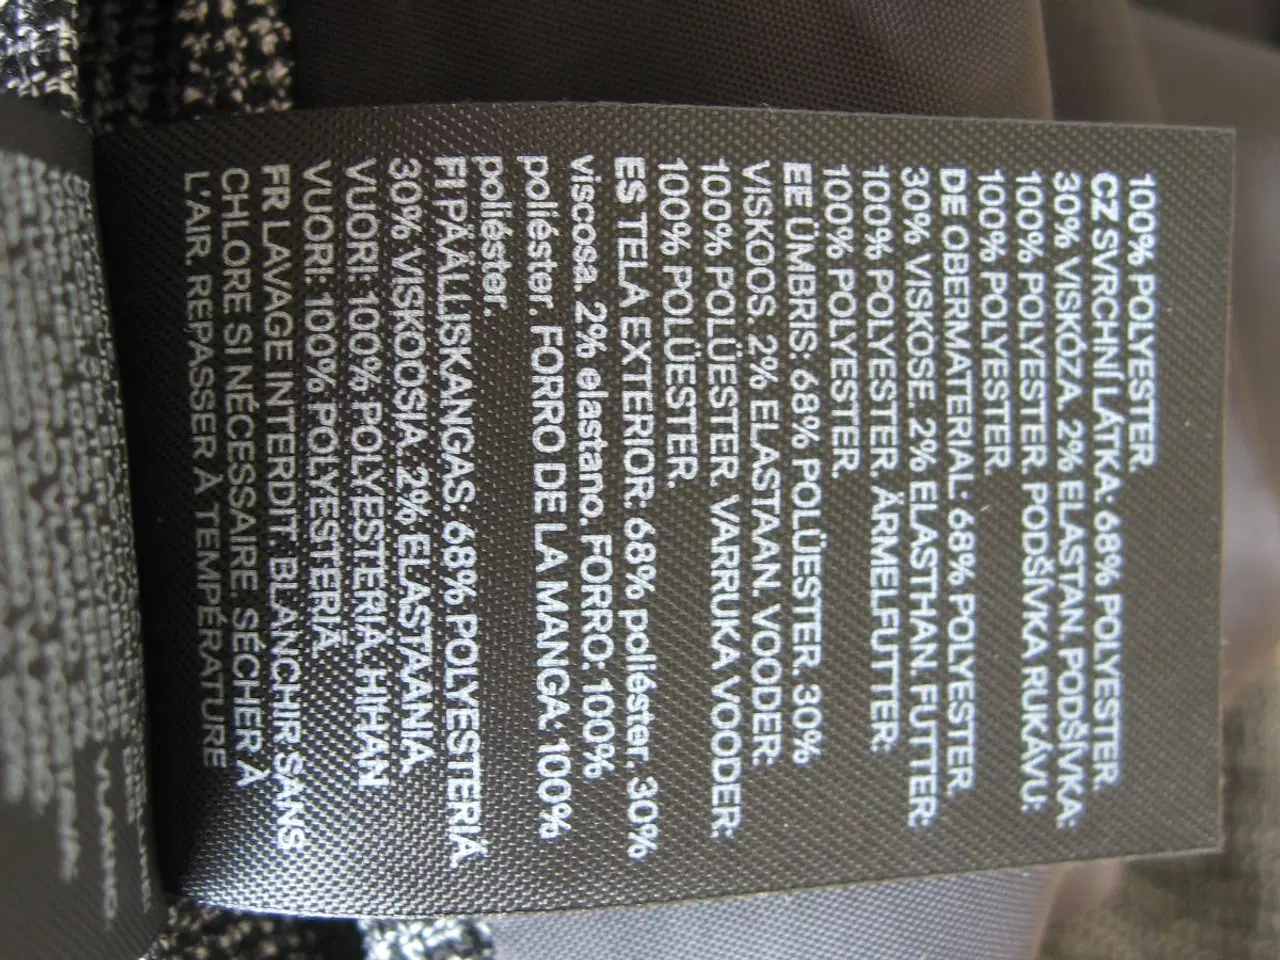 100% POLYESTER.
CZ SVRCHNÍ LÁTKA: 68% POLYESTER.
30% VISKÓZA. 2% ELASTAN. PODŠÍVKA:
100% POLYESTER. PODŠÍVKA RUKÁVU:
100% POLYESTER.
DE OBERMATERIAL: 68% POLYESTER.
30% VISKOSE. 2% ELASTHAN. FUTTER:
100% POLYESTER. ÄRMELFUTTER:
100% POLYESTER.
EE ÜMBRIS: 68% POLÜESTER. 30%
VISKOOS. 2% ELASTAAN. VOODER:
100% POLÜESTER. VARRUKA VOODER:
100% POLÜESTER.
ES TELA EXTERIOR: 68% poliéster. 30%
viscosa. 2% elastano. FORRO: 100%
poliéster. FORRO DE LA MANGA: 100%
poliéster.
FI PÄÄLLISKANGAS: 68% POLYESTERIÄ.
30% VISKOOSIA. 2% ELASTAANIA.
VUORI: 100% POLYESTERIÄ. HIHAN
VUORI: 100% POLYESTERIÄ.
FR LAVAGE INTERDIT. BLANCHIR SANS
CHLORE SI NÉCESSAIRE. SÉCHER À
L'AIR. REPASSER À TEMPÉRATURE